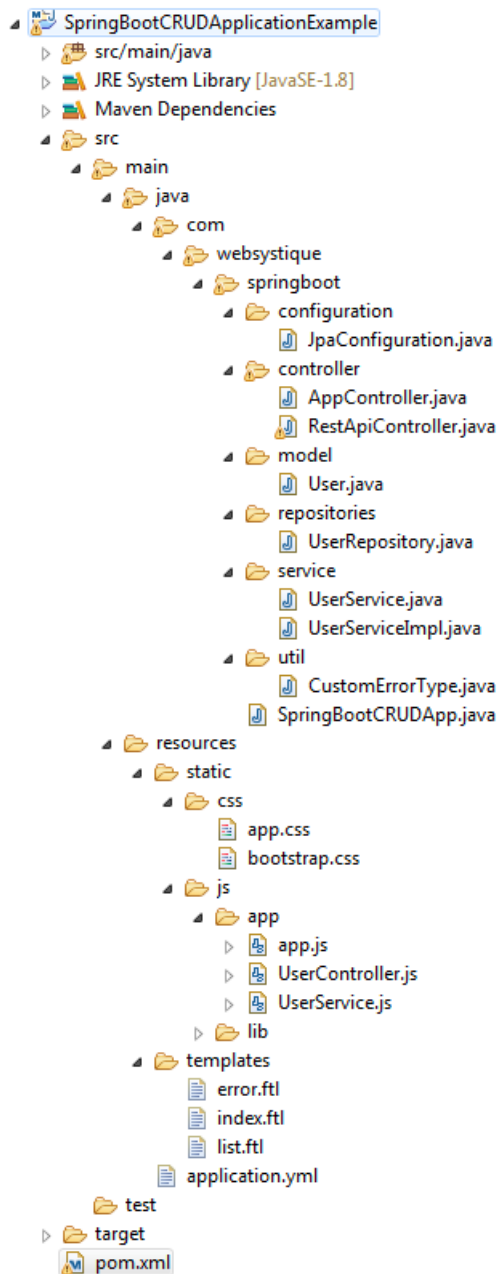 SpringBootCRUDApplicationExample
src/main/java
JRE System Library [JavaSE-1.8]
Maven Dependencies
src
main
java
com
websystique
springboot
configuration
JpaConfiguration.java
controller
AppController.java
RestApiController.java
model
User.java
repositories
UserRepository.java
service
UserService.java
UserServiceImpl.java
util
CustomErrorType.java
SpringBootCRUDApp.java
resources
static
css
app.css
bootstrap.css
js
app
app.js
UserController.js
UserService.js
lib
templates
error.ftl
index.ftl
list.ftl
application.yml
test
target
pom.xml